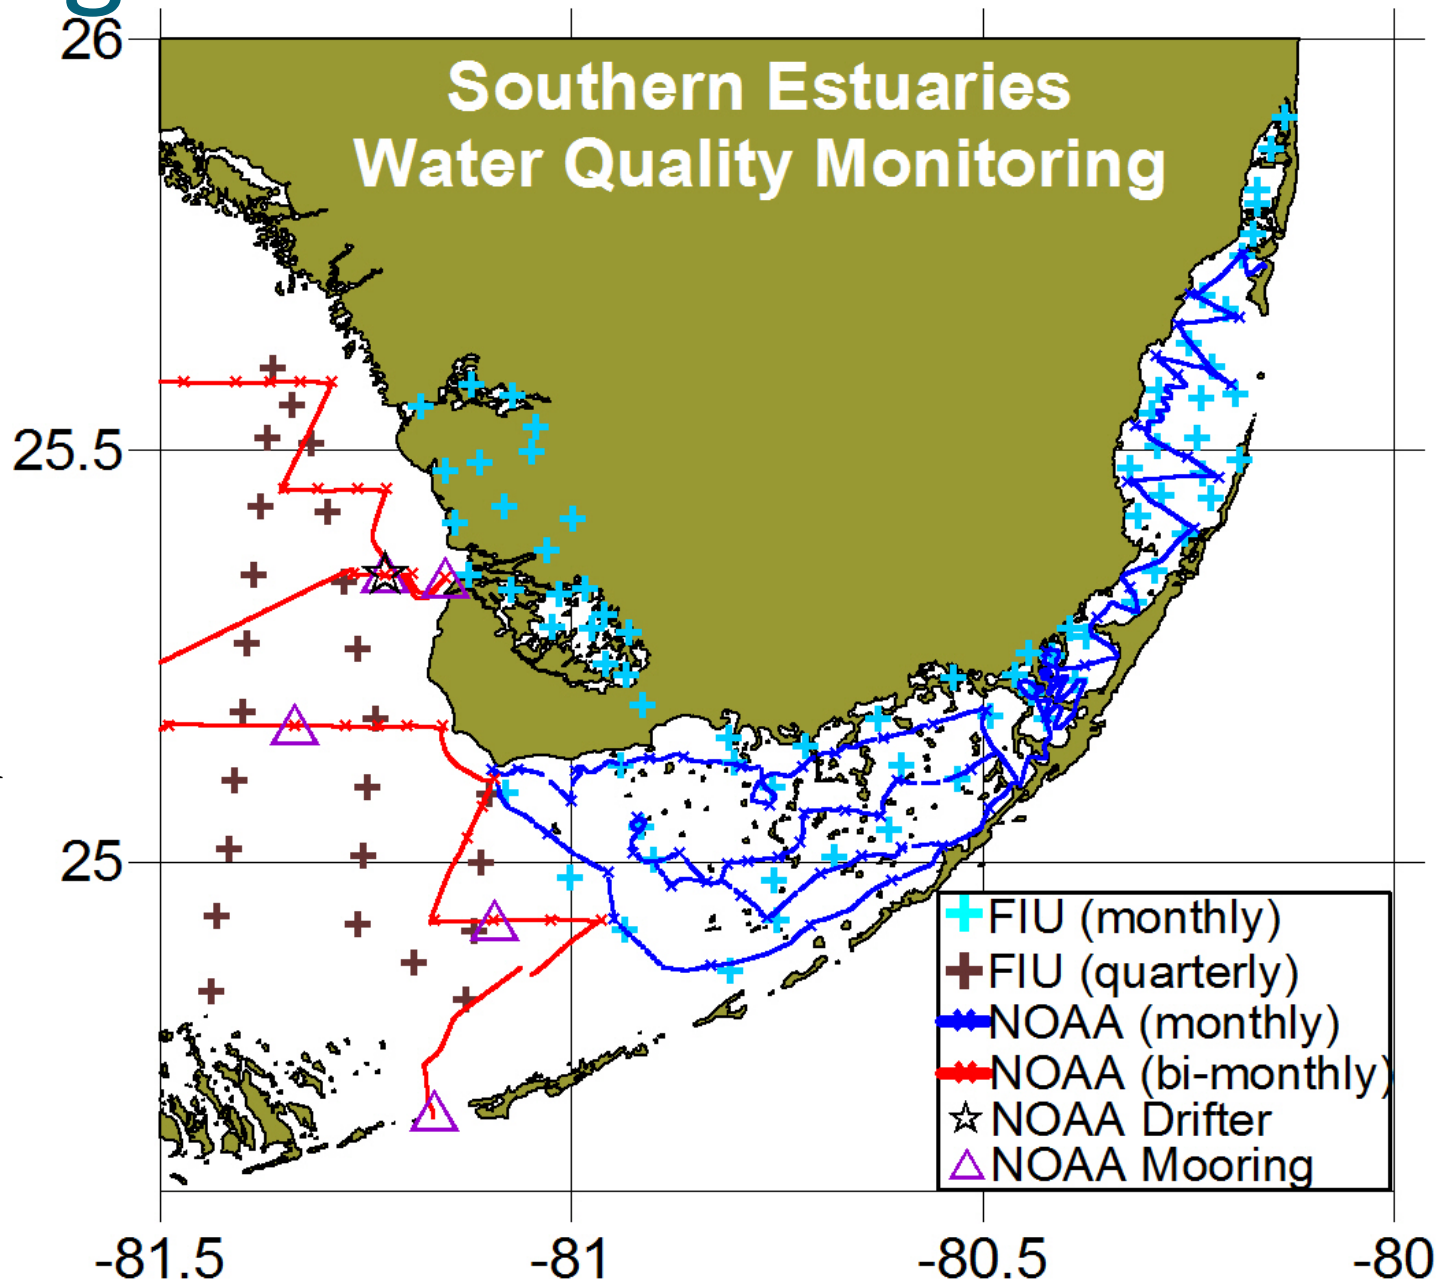 g
26
Southern Estuaries
Water Quality Monitoring
25.5
25
FIU (monthly)
FIU (quarterly)
NOAA (monthly)
NOAA (bi-monthly)
NOAA Drifter
NOAA Mooring
-81.5
-81
-80.5
-80